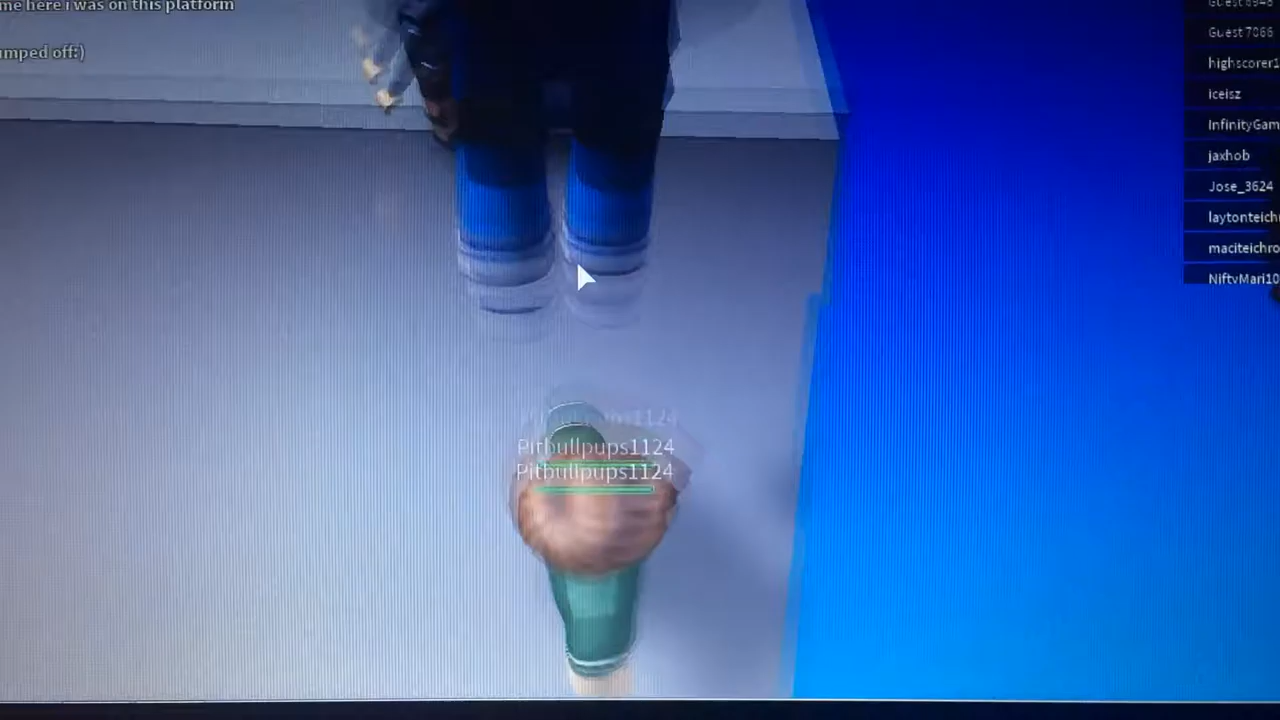 me here i was on this platform
umped off:)
Guest 7066
highscorer1
iceisz
InfinityGam
jaxhob
Jose_3624
laytonteich
maciteichro
NiftyMari10
Pitbullpups1124
Pitbullpups1124